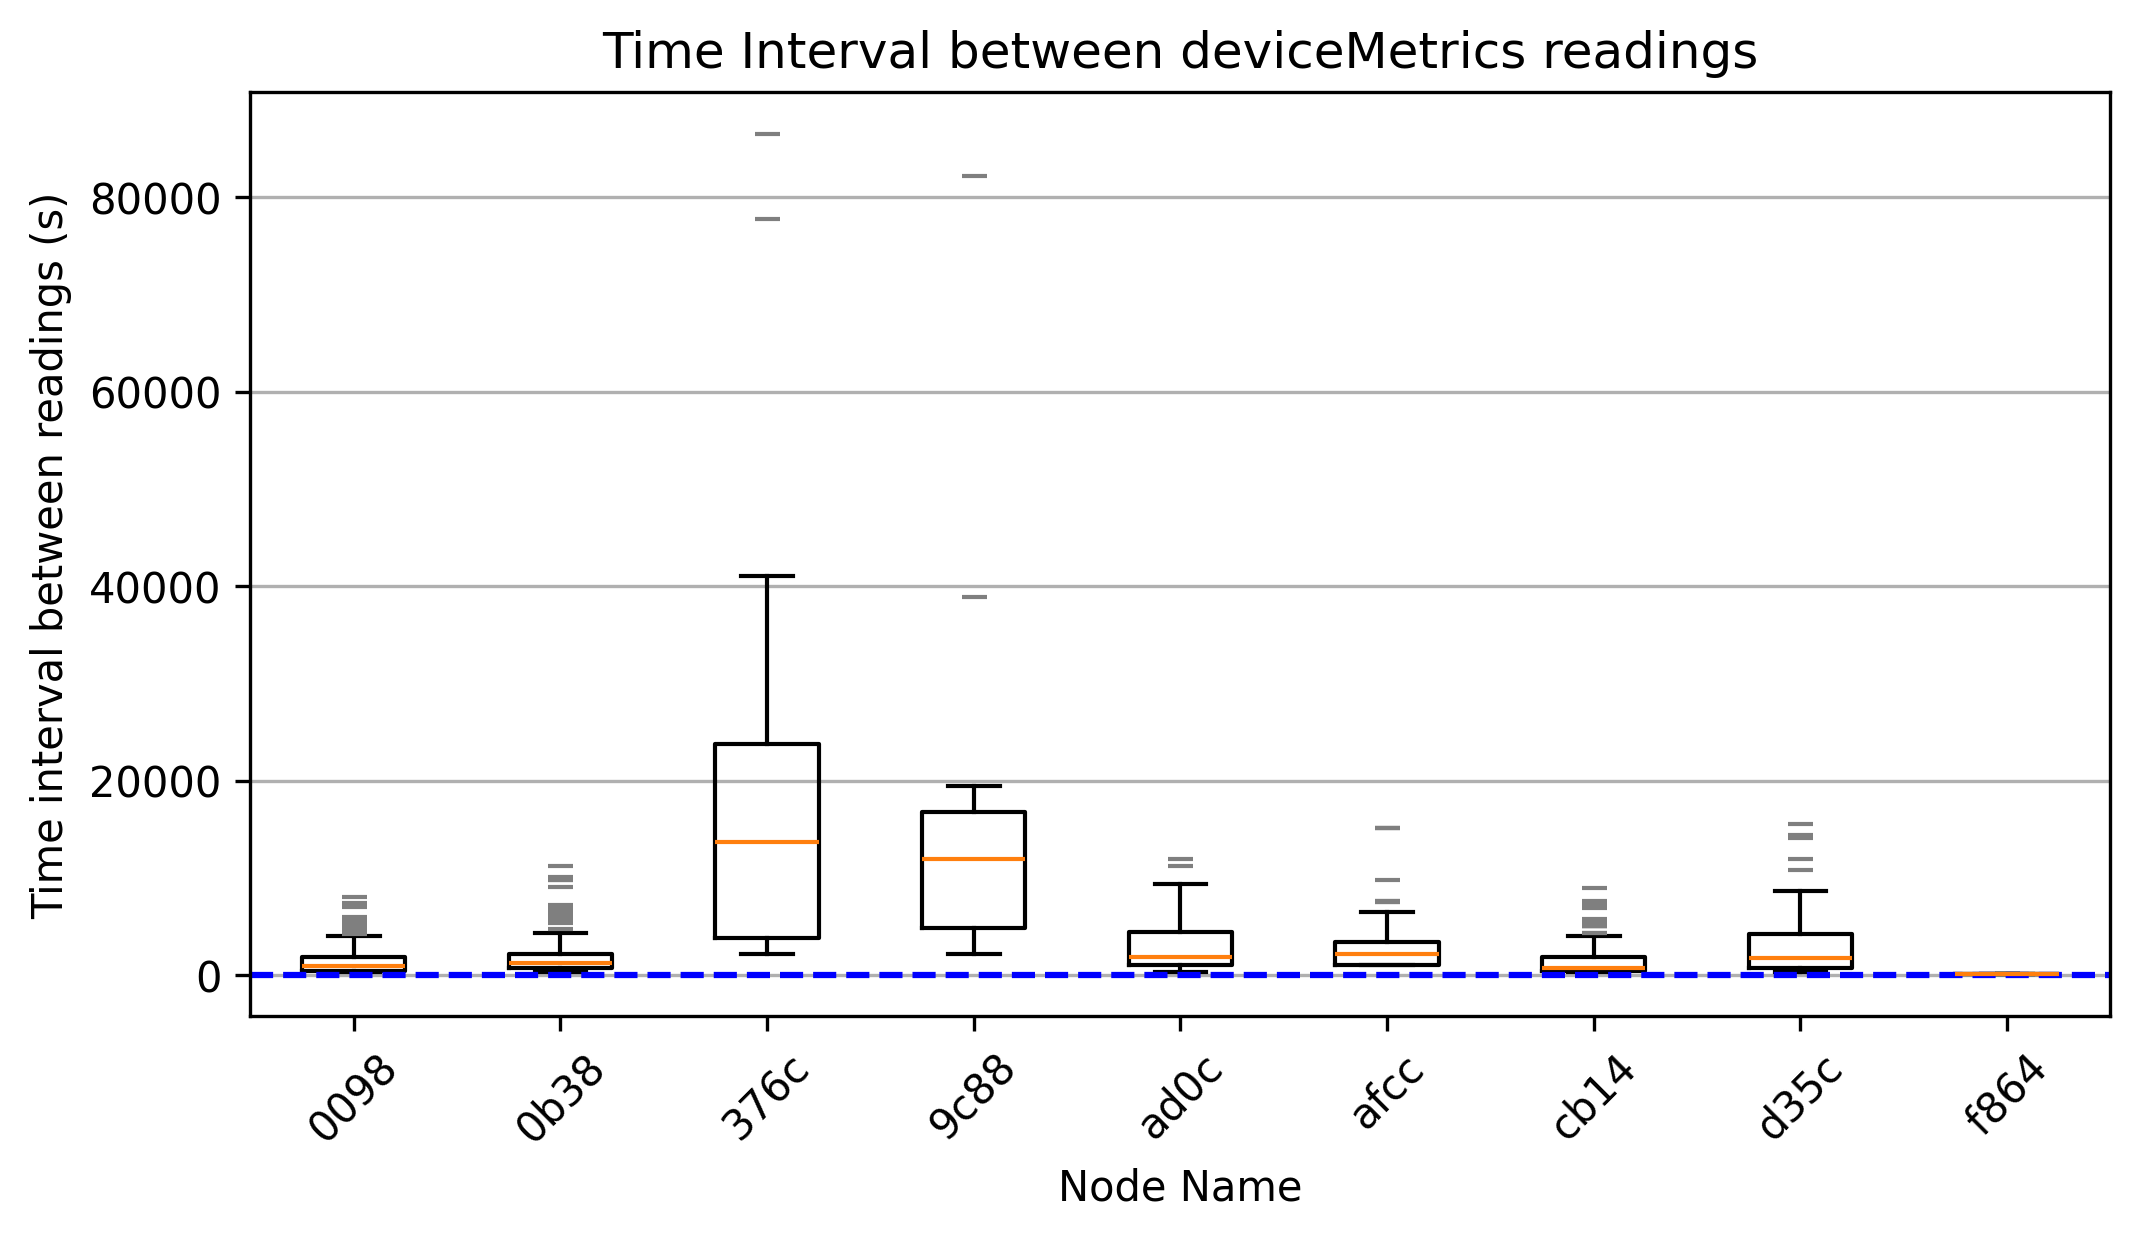 Time Interval between deviceMetrics readings
Time interval between readings (s)
80000
60000
40000
20000
0
0098
0b38
376c
9c88
ad0c
afcc
cb14
d35c
f864
Node Name